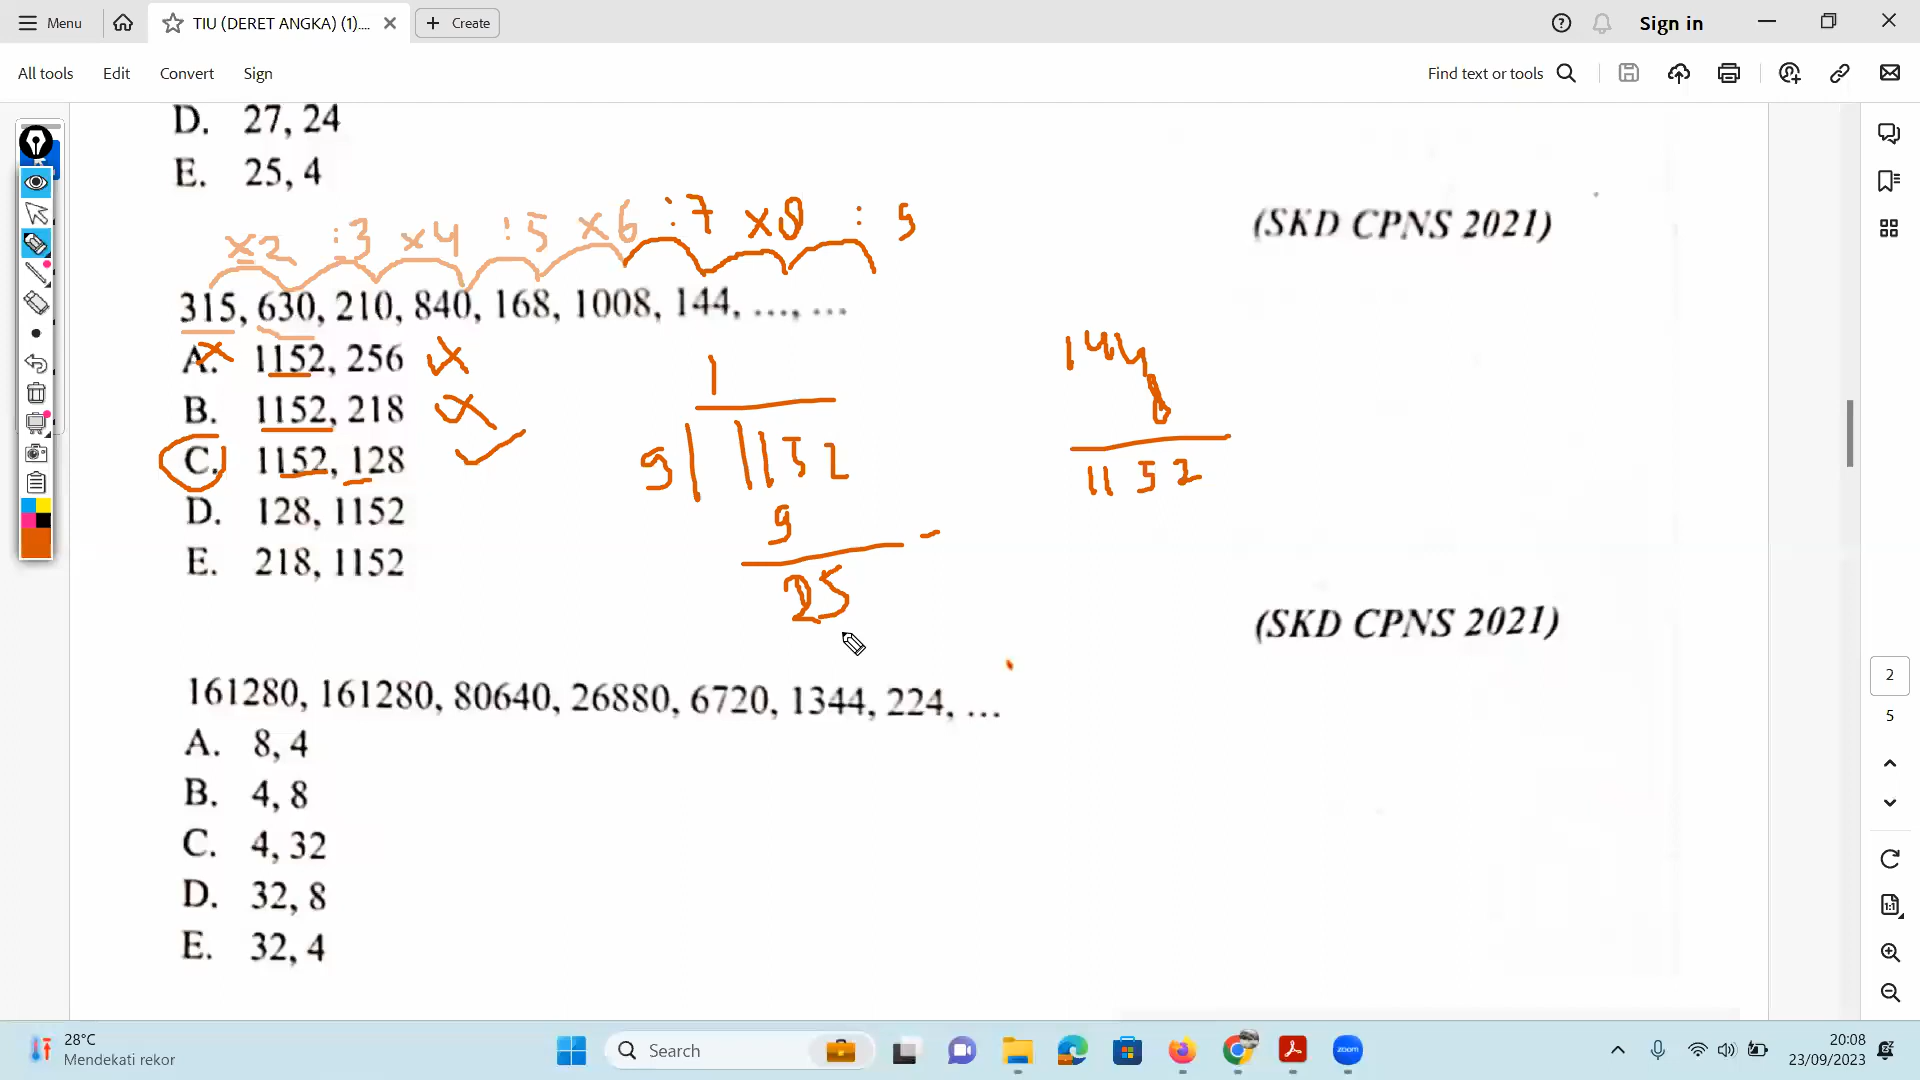 Menu TIU (DERET ANGKA) (1).... Create Sign in
All tools Edit Convert Sign Find text or tools
D. 27, 24
E. 25, 4
(SKD CPNS 2021)
x2 :3 x4 :5 x6 :7 x8 : 9
315, 630, 210, 840, 168, 1008, 144, ..., ...
A. 1152, 256
B. 1152, 218
C. 1152, 128
D. 128, 1152
E. 218, 1152
1
9 1152
9 -
25
144
8
1152
(SKD CPNS 2021)
161280, 161280, 80640, 26880, 6720, 1344, 224, ...
A. 8, 4
B. 4, 8
C. 4, 32
D. 32, 8
E. 32, 4
2
5
1:1
28°C
Mendekati rekor
Search
zoom
20:08
23/09/2023